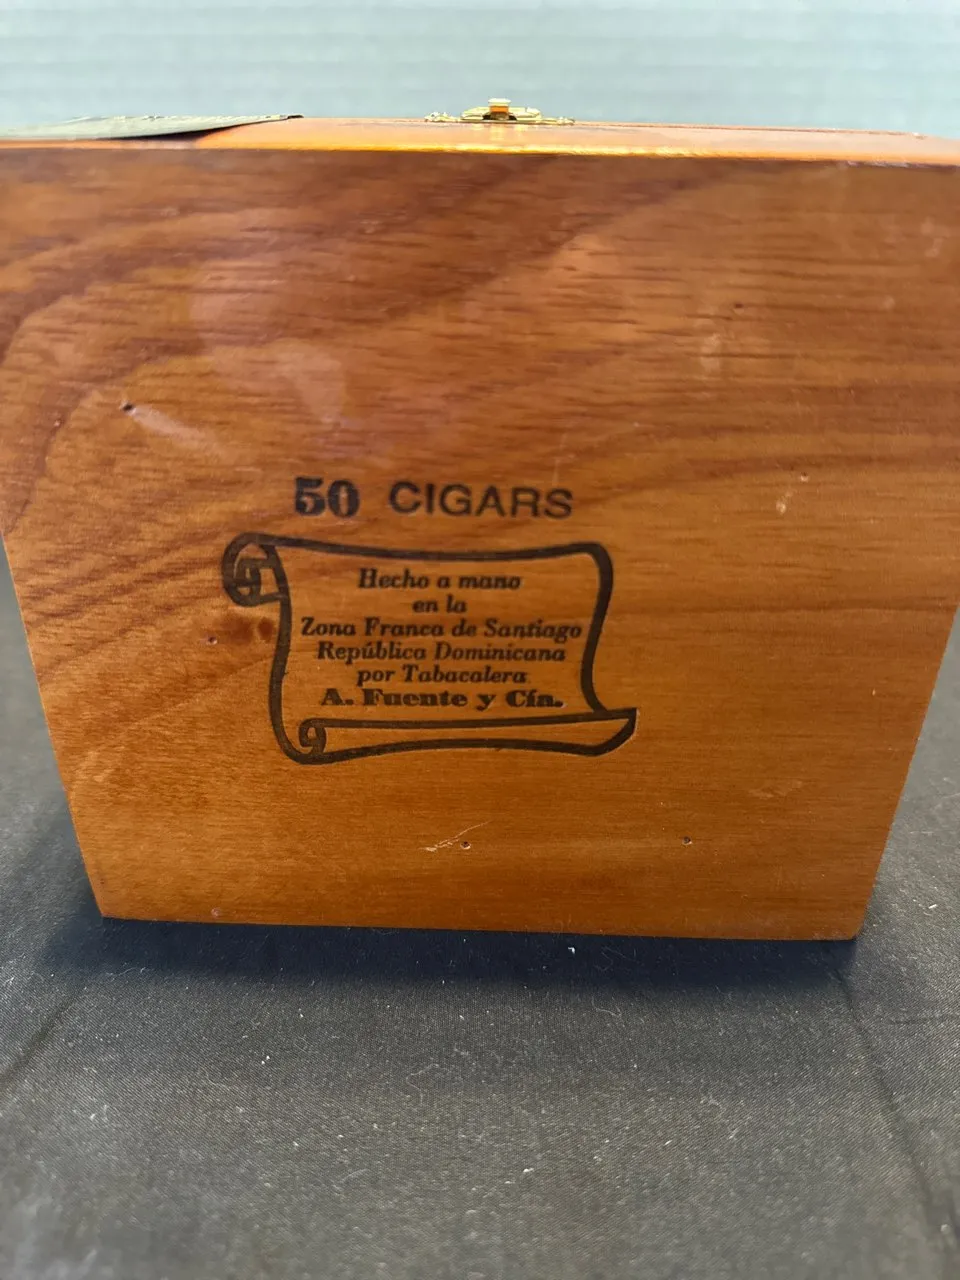 50 CIGARS
Hecho a mano
en la
Zona Franca de Santiago
República Dominicana
por Tabacalera
A. Fuente y Cía.